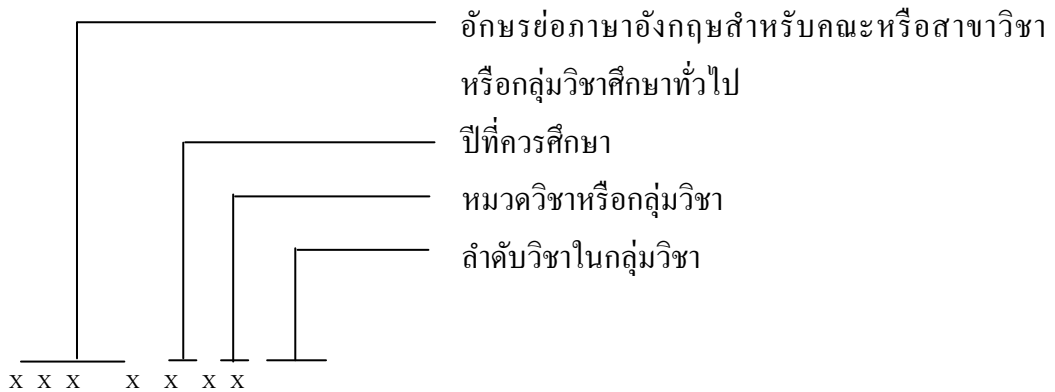 อักษรย่อภาษาอังกฤษสำหรับคณะหรือสาขาวิชา
หรือกลุ่มวิชาศึกษาทั่วไป
ปีที่ควรศึกษา
หมวดวิชาหรือกลุ่มวิชา
ลำดับวิชาในกลุ่มวิชา
X X X X X X X